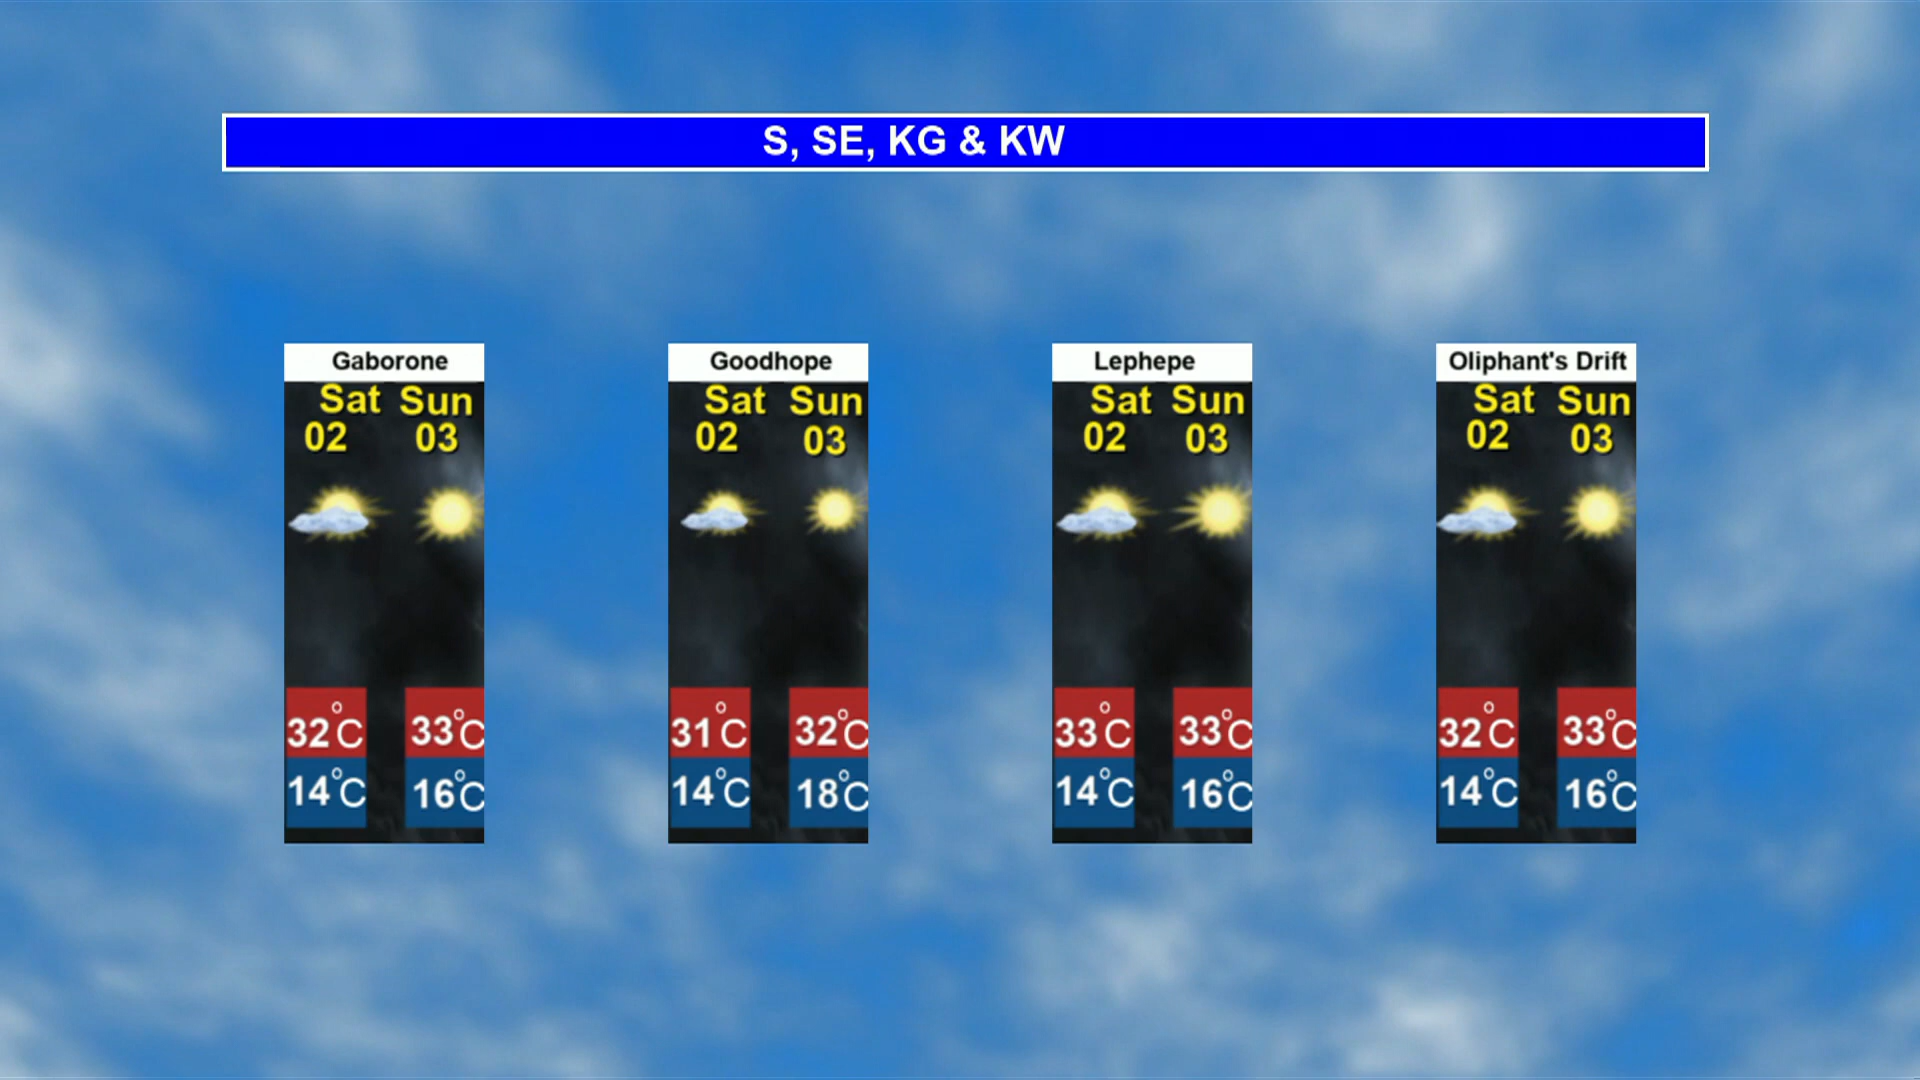 S, SE, KG & KW
Gaborone
Sat Sun
02 03
32°C 33°C
14°C 16°C
Goodhope
Sat Sun
02 03
31°C 32°C
14°C 18°C
Lephepe
Sat Sun
02 03
33°C 33°C
14°C 16°C
Oliphant's Drift
Sat Sun
02 03
32°C 33°C
14°C 16°C